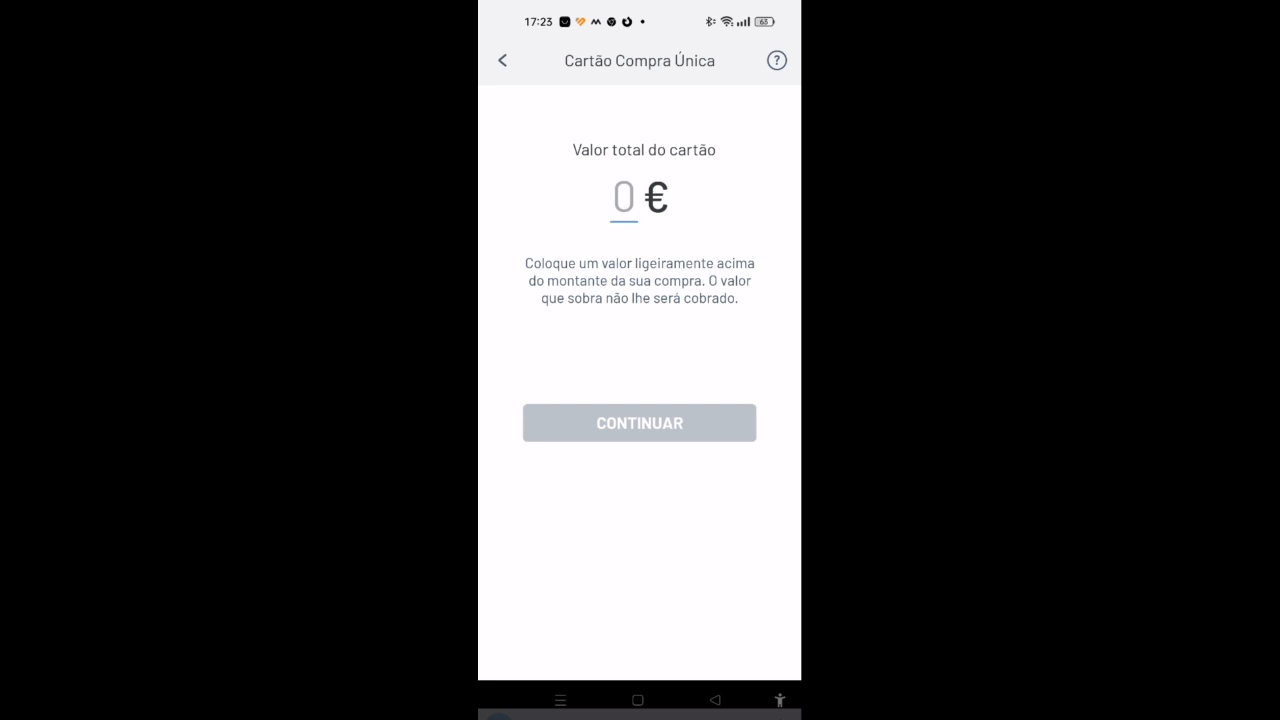 17:23
63
Cartão Compra Única
?
Valor total do cartão
0 €
Coloque um valor ligeiramente acima
do montante da sua compra. O valor
que sobra não lhe será cobrado.
CONTINUAR